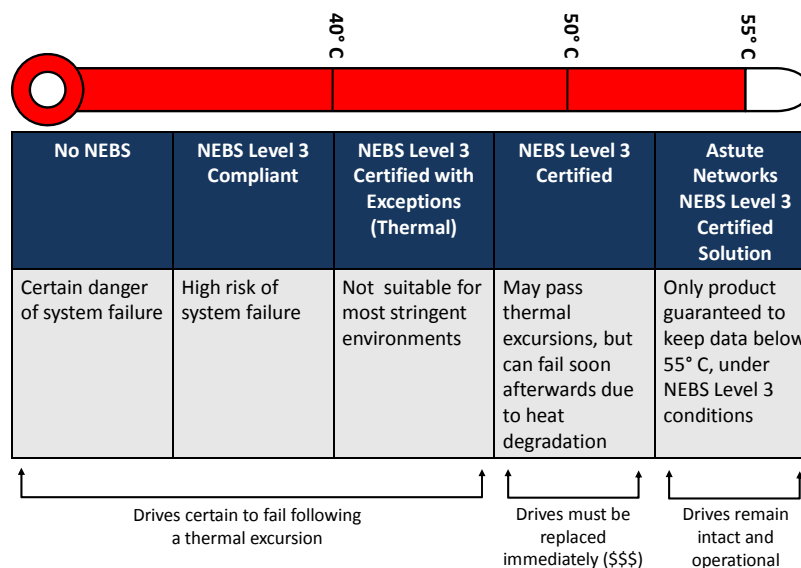 40° C
50° C
55° C
No NEBS
NEBS Level 3
Compliant
NEBS Level 3
Certified with
Exceptions
(Thermal)
NEBS Level 3
Certified
Astute
Networks
NEBS Level 3
Certified
Solution
Certain danger
of system failure
High risk of
system failure
Not suitable for
most stringent
environments
May pass
thermal
excursions, but
can fail soon
afterwards due
to heat
degradation
Only product
guaranteed to
keep data below
55° C, under
NEBS Level 3
conditions
Drives certain to fail following
a thermal excursion
Drives must be
replaced
immediately ($$$)
Drives remain
intact and
operational